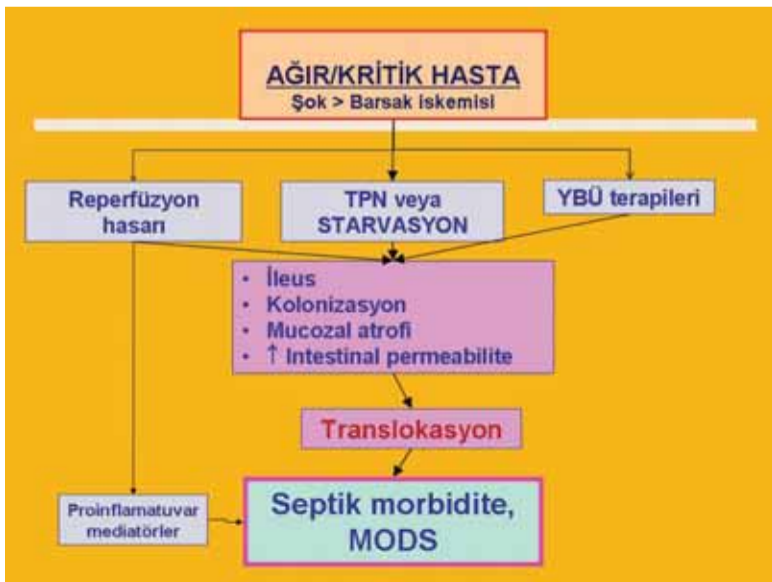 AĞIR/KRİTİK HASTA
Şok > Barsak iskemisi
Reperfüzyon
hasarı
TPN veya
STARVASYON
YBÜ terapileri
• İleus
• Kolonizasyon
• Mucozal atrofi
• ↑ Intestinal permeabilite
Translokasyon
Proinflamatuvar
mediatörler
Septik morbidite,
MODS